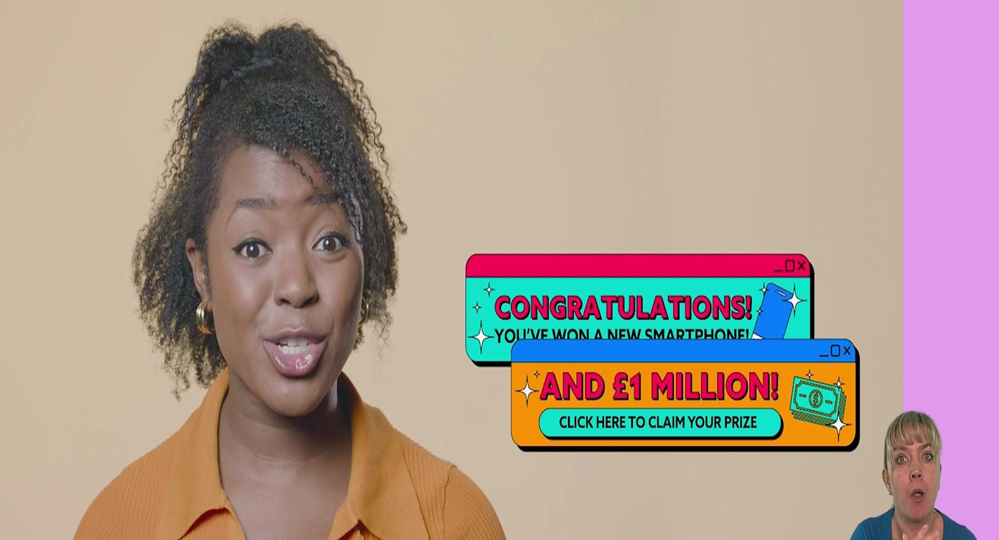 CONGRATULATIONS!
YOU'VE WON A NEW SMARTPHONE!
AND £1 MILLION!
CLICK HERE TO CLAIM YOUR PRIZE